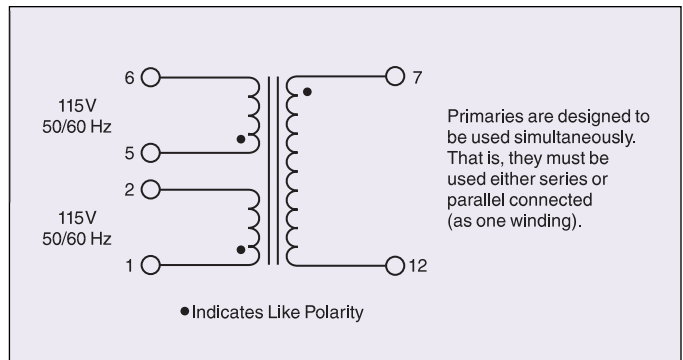 6
7
115V
50/60 Hz
5
2
115V
50/60 Hz
1
12
Primaries are designed to
be used simultaneously.
That is, they must be
used either series or
parallel connected
(as one winding).
Indicates Like Polarity